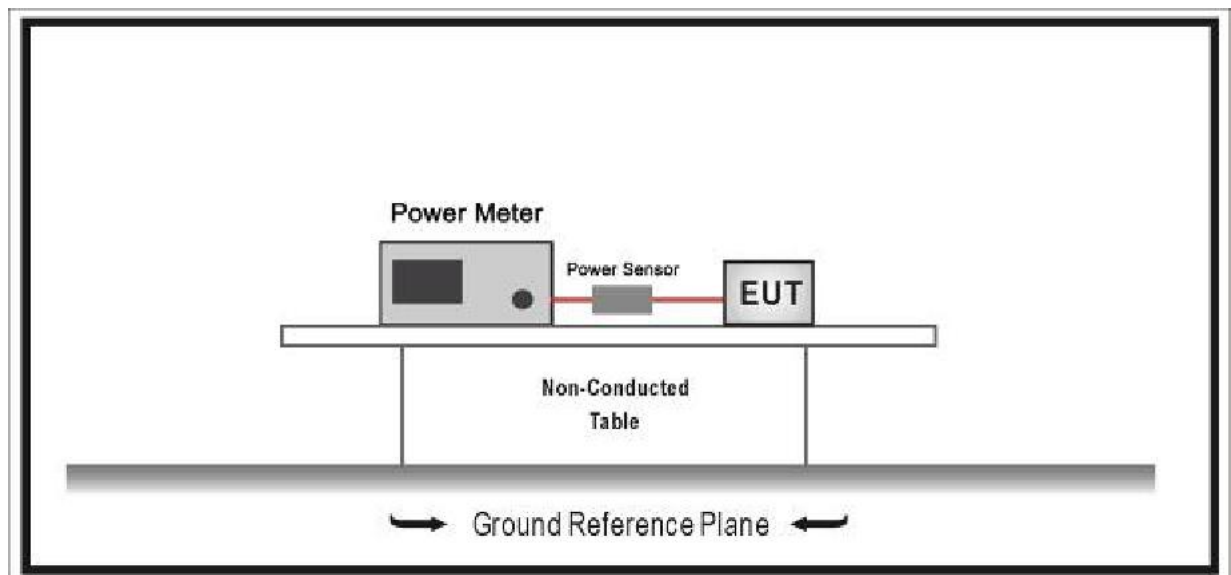 Power Meter
Power Sensor
EUT
Non-Conducted
Table
Ground Reference Plane